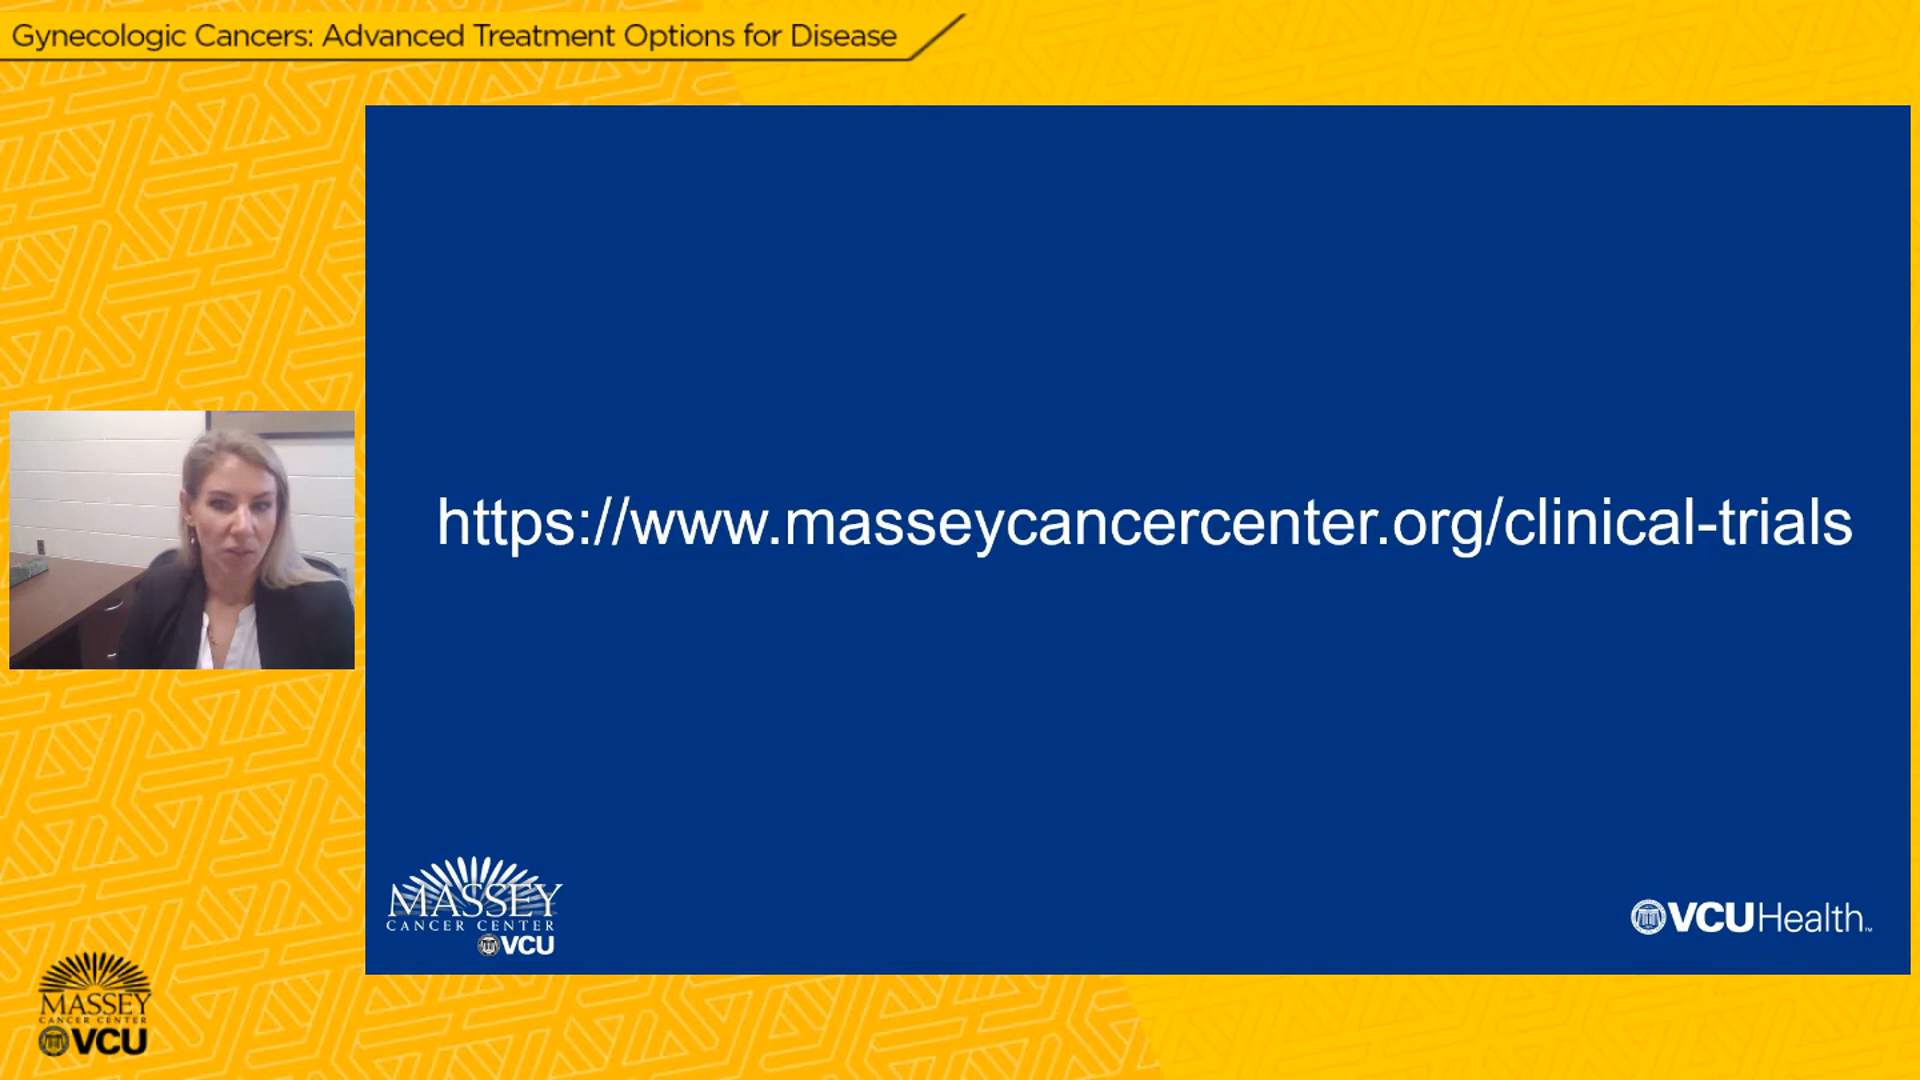 Gynecologic Cancers: Advanced Treatment Options for Disease
https://www.masseycancercenter.org/clinical-trials
MASSEY
CANCER CENTER
VCU
VCUHealth™
MASSEY
CANCER CENTER
VCU